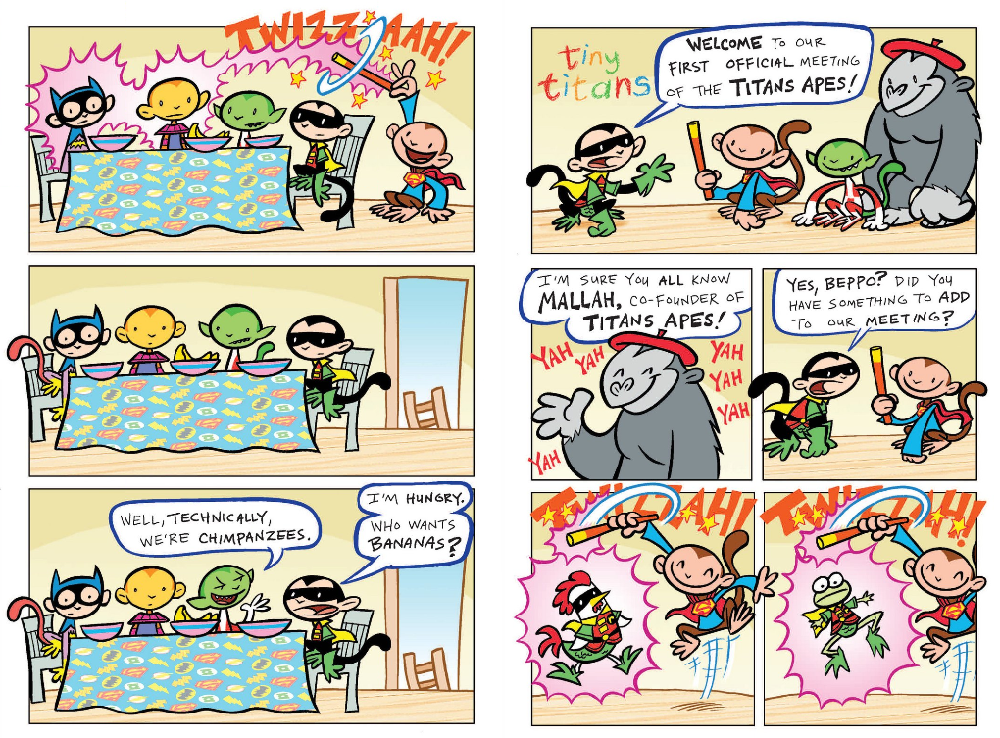 TWIZZAAH!
WELL, TECHNICALLY,
WE'RE CHIMPANZEES.
I'M HUNGRY.
WHO WANTS
BANANAS?
tiny
titans
WELCOME TO OUR
FIRST OFFICIAL MEETING
OF THE TITANS APES!
I'M SURE YOU ALL KNOW
MALLAH, CO-FOUNDER OF
TITANS APES!
YAH
YAH
YAH
YAH
YAH
YAH
YES, BEPPO? DID YOU
HAVE SOMETHING TO ADD
TO OUR MEETING?